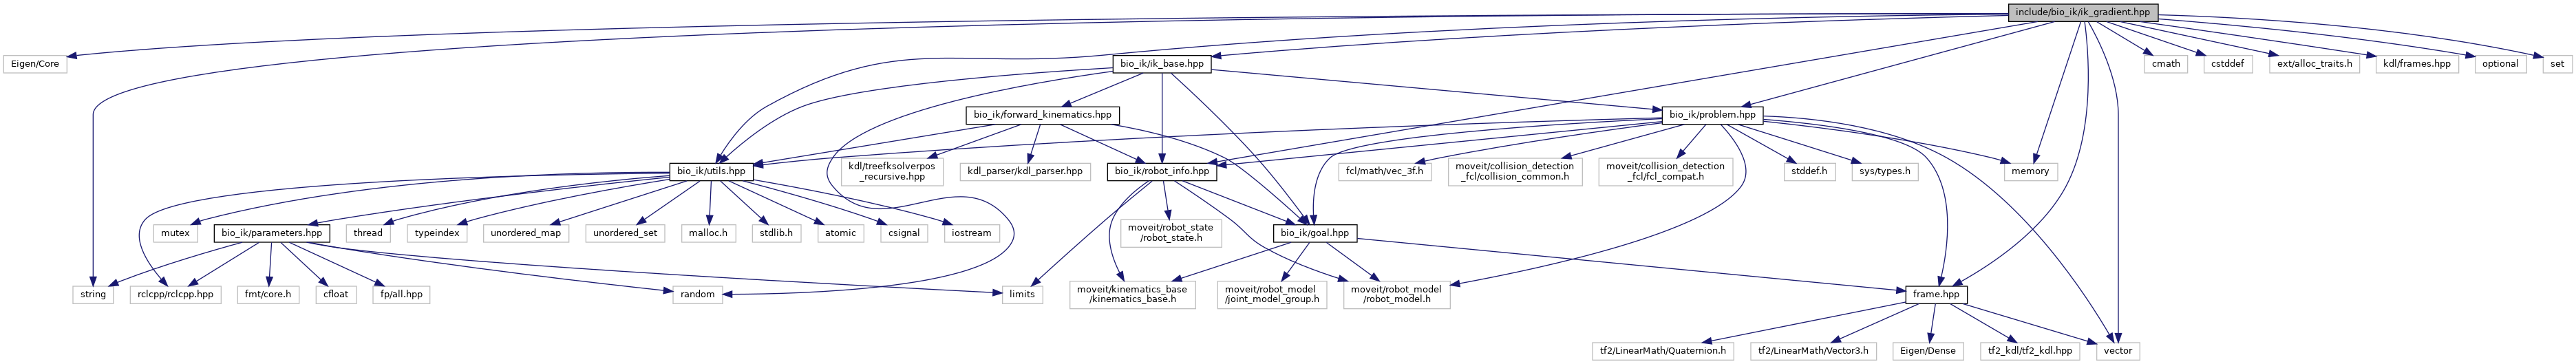 include/bio_ik/ik_gradient.hpp
Eigen/Core
bio_ik/ik_base.hpp
cmath
cstddef
ext/alloc_traits.h
kdl/frames.hpp
optional
set
bio_ik/forward_kinematics.hpp
bio_ik/problem.hpp
bio_ik/utils.hpp
kdl/treefksolverpos
_recursive.hpp
kdl_parser/kdl_parser.hpp
bio_ik/robot_info.hpp
fcl/math/vec_3f.h
moveit/collision_detection
_fcl/collision_common.h
moveit/collision_detection
_fcl/fcl_compat.h
stddef.h
sys/types.h
memory
mutex
bio_ik/parameters.hpp
thread
typeindex
unordered_map
unordered_set
malloc.h
stdlib.h
atomic
csignal
iostream
moveit/robot_state
/robot_state.h
bio_ik/goal.hpp
string
rclcpp/rclcpp.hpp
fmt/core.h
cfloat
fp/all.hpp
random
limits
moveit/kinematics_base
/kinematics_base.h
moveit/robot_model
/joint_model_group.h
moveit/robot_model
/robot_model.h
frame.hpp
tf2/LinearMath/Quaternion.h
tf2/LinearMath/Vector3.h
Eigen/Dense
tf2_kdl/tf2_kdl.hpp
vector